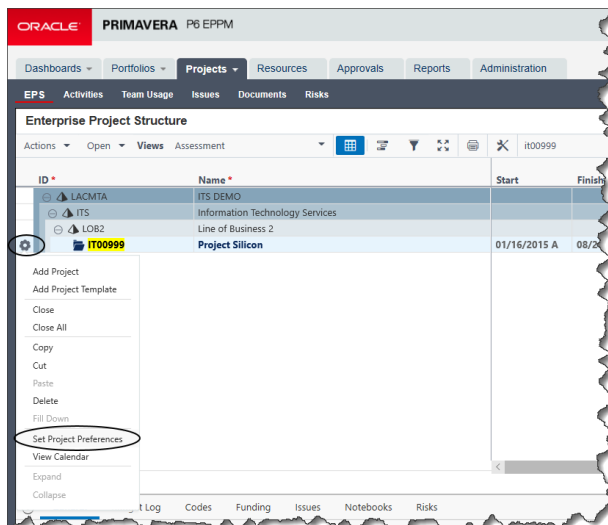 ORACLE PRIMAVERA P6 EPPM
Dashboards Portfolios Projects Resources Approvals Reports Administration
EPS Activities Team Usage Issues Documents Risks
Enterprise Project Structure
Actions Open Views Assessment it00999
ID * Name * Start Finish
LACMTA ITS DEMO
ITS Information Technology Services
LOB2 Line of Business 2
IT00999 Project Silicon 01/16/2015 A 08/2
Add Project
Add Project Template
Close
Close All
Copy
Cut
Paste
Delete
Fill Down
Set Project Preferences
View Calendar
Expand
Collapse
Log Codes Funding Issues Notebooks Risks